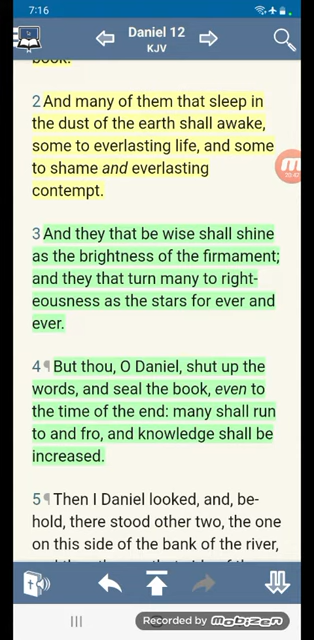 7:16
Daniel 12
KJV
book.
2 And many of them that sleep in
the dust of the earth shall awake,
some to everlasting life, and some
to shame and everlasting
contempt.
3 And they that be wise shall shine
as the brightness of the firmament;
and they that turn many to right-
eousness as the stars for ever and
ever.
4 ¶ But thou, O Daniel, shut up the
words, and seal the book, even to
the time of the end: many shall run
to and fro, and knowledge shall be
increased.
5 ¶ Then I Daniel looked, and, be-
hold, there stood other two, the one
on this side of the bank of the river,
Recorded by Mobizen